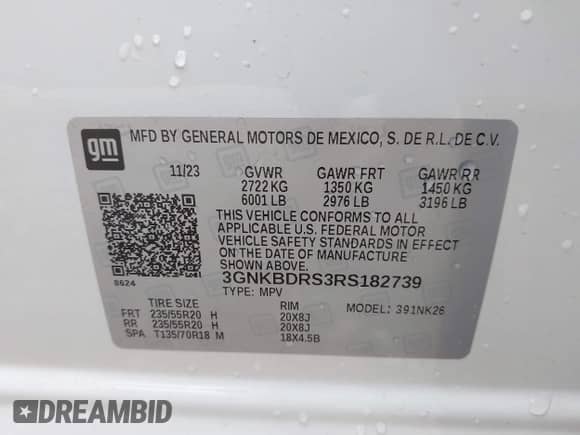 gm MFD BY GENERAL MOTORS DE MEXICO, S. DE R.L. DE C.V.
11/23 GVWR GAWR FRT GAWR RR
2722 KG 1350 KG 1450 KG
6001 LB 2976 LB 3196 LB
THIS VEHICLE CONFORMS TO ALL
APPLICABLE U.S. FEDERAL MOTOR
VEHICLE SAFETY STANDARDS IN EFFECT
ON THE DATE OF MANUFACTURE
8624 3GNKBDRS3RS182739
TYPE: MPV
TIRE SIZE RIM MODEL: 391NK26
FRT 235/55R20 H 20X8J
RR 235/55R20 H 20X8J
SPA T135/70R18 M 18X4.5B
DREAMBID